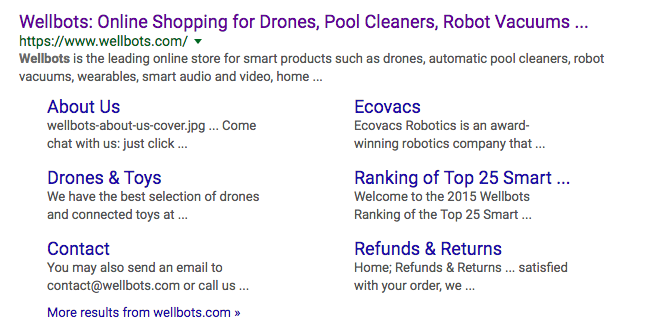 Wellbots: Online Shopping for Drones, Pool Cleaners, Robot Vacuums ...
https://www.wellbots.com/
Wellbots is the leading online store for smart products such as drones, automatic pool cleaners, robot
vacuums, wearables, smart audio and video, home ...
About Us
wellbots-about-us-cover.jpg ... Come
chat with us: just click ...
Ecovacs
Ecovacs Robotics is an award-
winning robotics company that ...
Drones & Toys
We have the best selection of drones
and connected toys at ...
Ranking of Top 25 Smart ...
Welcome to the 2015 Wellbots
Ranking of the Top 25 Smart ...
Contact
You may also send an email to
contact@wellbots.com or call us ...
Refunds & Returns
Home; Refunds & Returns ... satisfied
with your order, we ...
More results from wellbots.com »